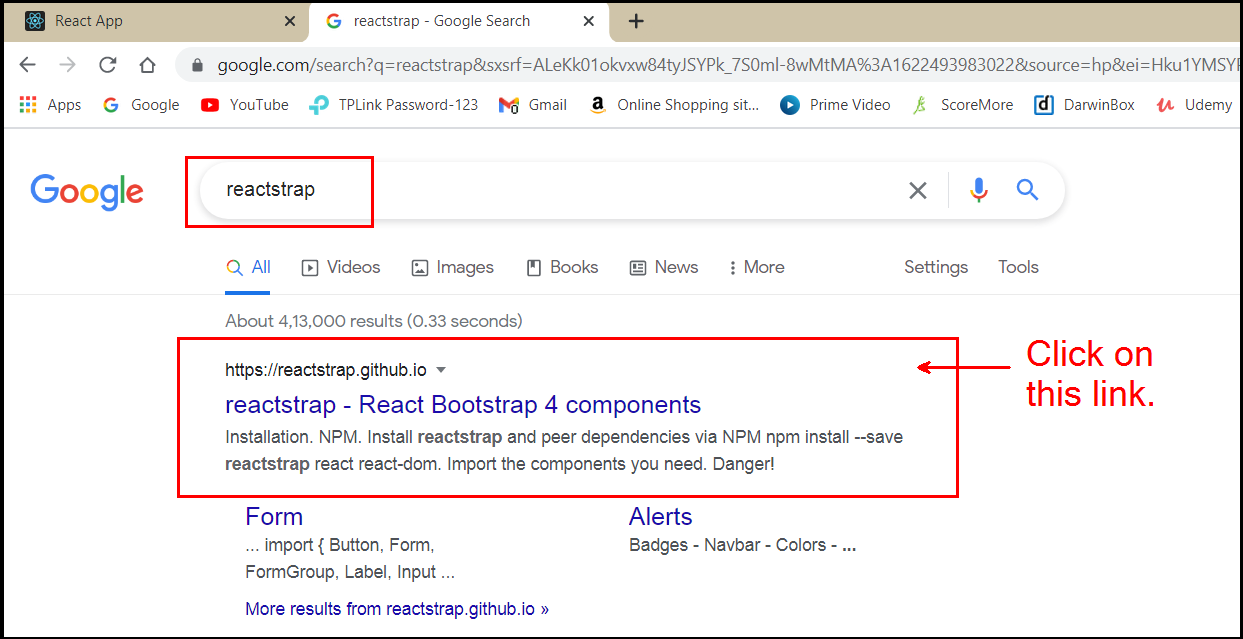 React App
reactstrap - Google Search
google.com/search?q=reactstrap&sxsrf=ALeKk01okvxw84tyJSYPk_7S0ml-8wMtMA%3A1622493983022&source=hp&ei=Hku1YMSYF
Apps Google YouTube TPLink Password-123 Gmail Online Shopping sit... Prime Video ScoreMore DarwinBox Udemy
Google
reactstrap
All Videos Images Books News More Settings Tools
About 4,13,000 results (0.33 seconds)
https://reactstrap.github.io
reactstrap - React Bootstrap 4 components
Installation. NPM. Install reactstrap and peer dependencies via NPM npm install --save
reactstrap react react-dom. Import the components you need. Danger!
Click on
this link.
Form
... import { Button, Form,
FormGroup, Label, Input ...
Alerts
Badges - Navbar - Colors - ...
More results from reactstrap.github.io »